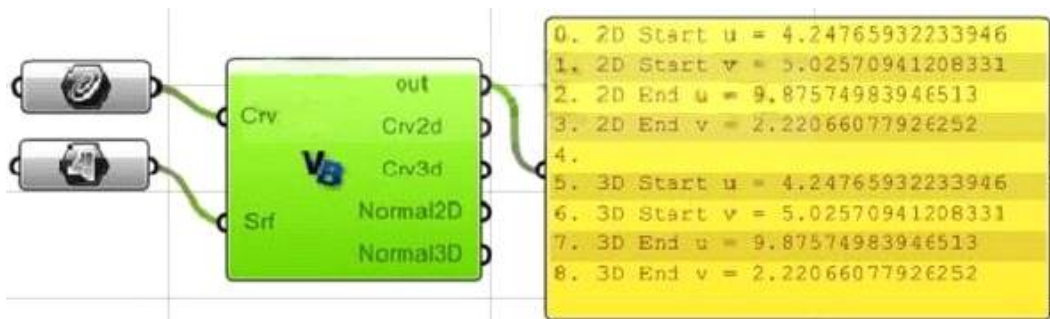 Crv
Srf
VB
out
Crv2d
Crv3d
Normal2D
Normal3D
0. 2D Start u = 4.24765932233946
1. 2D Start v = 5.02570941208331
2. 2D End u = 9.87574983946513
3. 2D End v = 2.22066077926252
4.
5. 3D Start u = 4.24765932233946
6. 3D Start v = 5.02570941208331
7. 3D End u = 9.87574983946513
8. 3D End v = 2.22066077926252